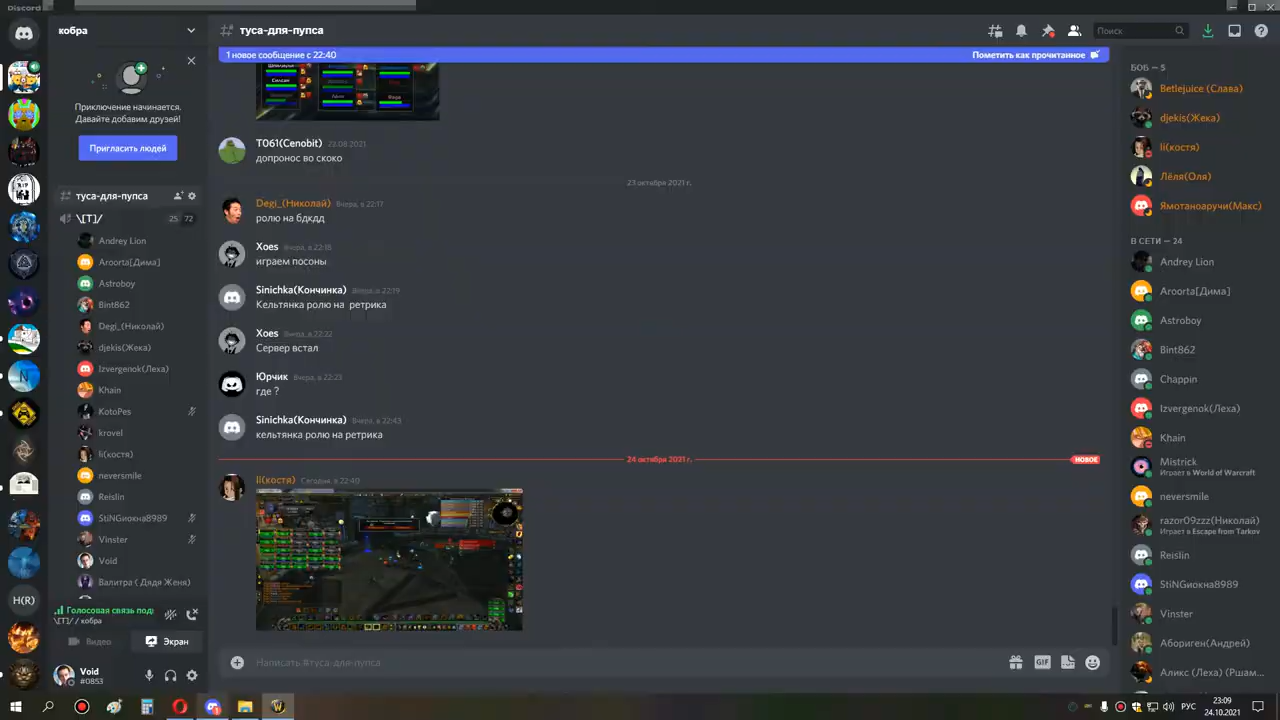 Discord
кобра
Приключение начинается.
Давайте добавим друзей!
Пригласить людей
туса-для-пупса
\[T]/
25 72
Andrey Lion
Aroorta[Дима]
Astroboy
Bint862
Degi_(Николай)
djekis(Жека)
Izvergenok(Леха)
Khain
KotoPes
krovel
li(костя)
neversmile
Reislin
StiNGиокна8989
Vinster
Void
Валитра ( Дядя Женя)
H(R)
Голосовая связь подк
\[T]/ / кобра
Видео
Экран
Void
#0853
туса-для-пупса
Поиск
1 новое сообщение с 22:40
Пометить как прочитанное
T061(Cenobit) 22.08.2021
допронос во скоко
23 октября 2021 г.
Degi_(Николай) Вчера, в 22:17
ролю на бдкдд
Xoes Вчера, в 22:18
играем посоны
Sinichka(Кончинка) Вчера, в 22:19
Кельтянка ролю на ретрика
Xoes Вчера, в 22:22
Сервер встал
Юрчик Вчера, в 22:23
где ?
Sinichka(Кончинка) Вчера, в 22:43
кельтянка ролю на ретрика
24 октября 2021 г.
НОВОЕ
li(костя) Сегодня, в 22:40
Написать #туса-для-пупса
GIF
БОБ — 5
Betlejuice (Слава)
djekis(Жека)
li(костя)
Лёля(Оля)
Ямотаноаручи(Макс)
В СЕТИ — 24
Andrey Lion
Aroorta[Дима]
Astroboy
Bint862
Chappin
Izvergenok(Леха)
Khain
Mistrick
Играет в World of Warcraft
neversmile
razor09zzz(Николай)
Играет в Escape from Tarkov
Reislin
StiNGиокна8989
Vinster
Абориген(Андрей)
Аликс (Леха) (Ршам...
РУС
23:09
24.10.2021